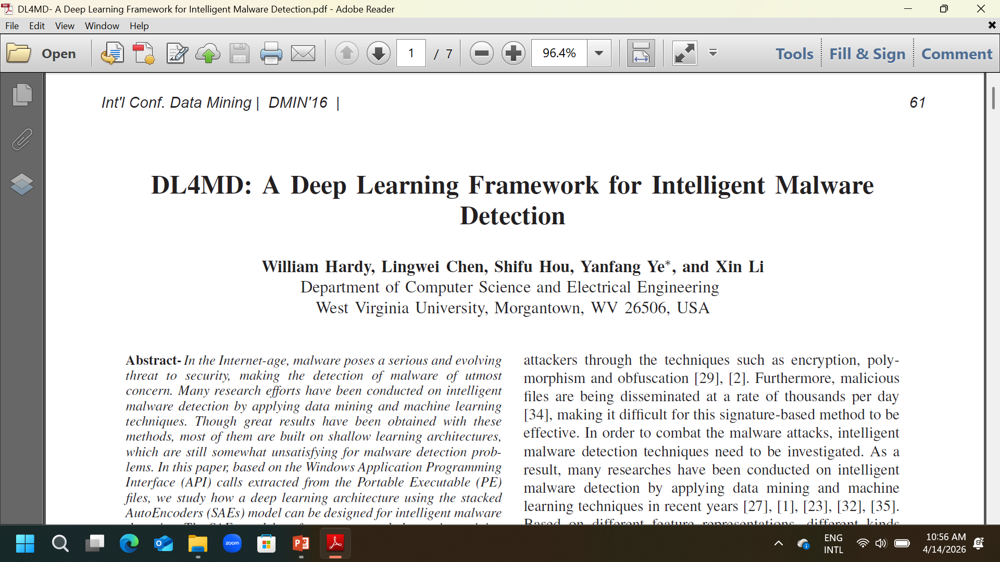 DL4MD- A Deep Learning Framework for Intelligent Malware Detection.pdf - Adobe Reader
File Edit View Window Help
Open 1 / 7 96.4% Tools Fill & Sign Comment
Int'l Conf. Data Mining | DMIN'16 | 61
DL4MD: A Deep Learning Framework for Intelligent Malware
Detection
William Hardy, Lingwei Chen, Shifu Hou, Yanfang Ye*, and Xin Li
Department of Computer Science and Electrical Engineering
West Virginia University, Morgantown, WV 26506, USA
Abstract- In the Internet-age, malware poses a serious and evolving
threat to security, making the detection of malware of utmost
concern. Many research efforts have been conducted on intelligent
malware detection by applying data mining and machine learning
techniques. Though great results have been obtained with these
methods, most of them are built on shallow learning architectures,
which are still somewhat unsatisfying for malware detection prob-
lems. In this paper, based on the Windows Application Programming
Interface (API) calls extracted from the Portable Executable (PE)
files, we study how a deep learning architecture using the stacked
AutoEncoders (SAEs) model can be designed for intelligent malware
attackers through the techniques such as encryption, poly-
morphism and obfuscation [29], [2]. Furthermore, malicious
files are being disseminated at a rate of thousands per day
[34], making it difficult for this signature-based method to be
effective. In order to combat the malware attacks, intelligent
malware detection techniques need to be investigated. As a
result, many researches have been conducted on intelligent
malware detection by applying data mining and machine
learning techniques in recent years [27], [1], [23], [32], [35].
Based on different feature representations, different kinds
zoom
ENG
INTL
10:56 AM
4/14/2026